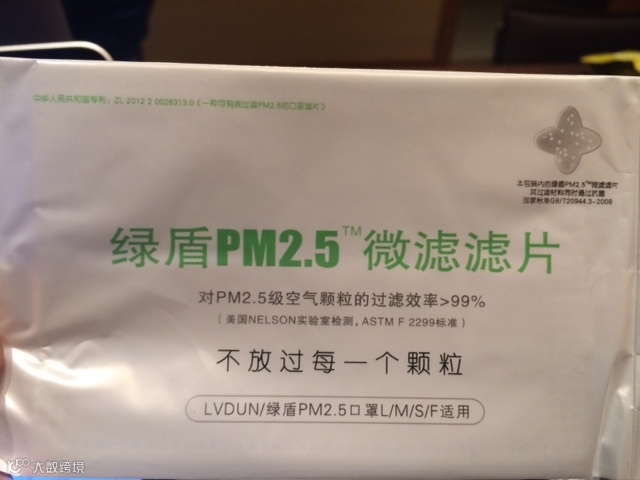 中华人民共和国专利：ZL 2012 2 0026313.0《一种可有效过滤PM2.5的口罩滤片》
本包装内的绿盾PM2.5™微滤滤片
其过滤材料同时通过抗菌
国家标准GB/T20944.3-2008
绿盾PM2.5™微滤滤片
对PM2.5级空气颗粒的过滤效率>99%
（美国NELSON实验室检测，ASTM F 2299标准）
不放过每一个颗粒
LVDUN/绿盾PM2.5口罩L/M/S/F适用
大数跨境